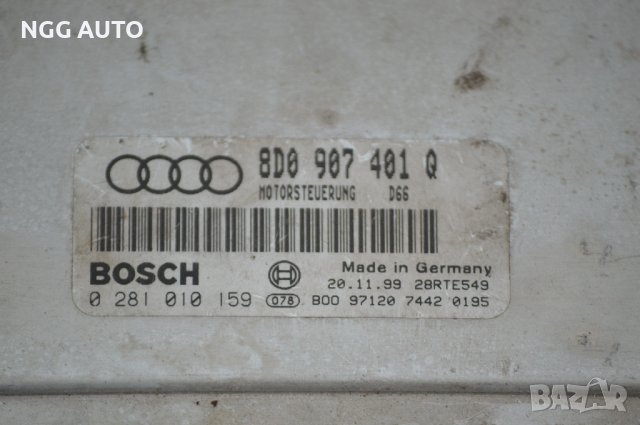 NGG AUTO
8D0 907 401 Q
MOTORSTEUERUNG D66
BOSCH
Made in Germany
20.11.99 28RTE549
0 281 010 159 078 B00 97120 7442 0195
BAZAR